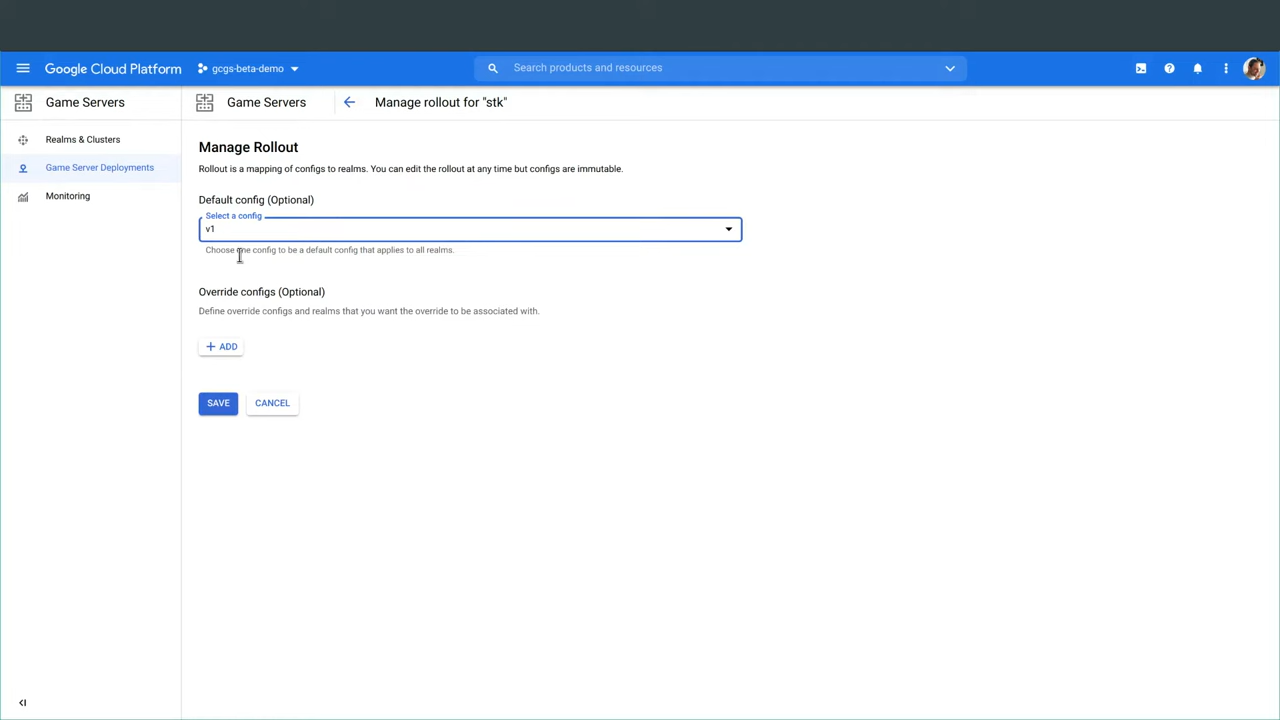 Google Cloud Platform
gcgs-beta-demo
Search products and resources
Game Servers
Game Servers
Manage rollout for "stk"
Realms & Clusters
Game Server Deployments
Monitoring
Manage Rollout
Rollout is a mapping of configs to realms. You can edit the rollout at any time but configs are immutable.
Default config (Optional)
Select a config
v1
Choose one config to be a default config that applies to all realms.
Override configs (Optional)
Define override configs and realms that you want the override to be associated with.
+ ADD
SAVE
CANCEL